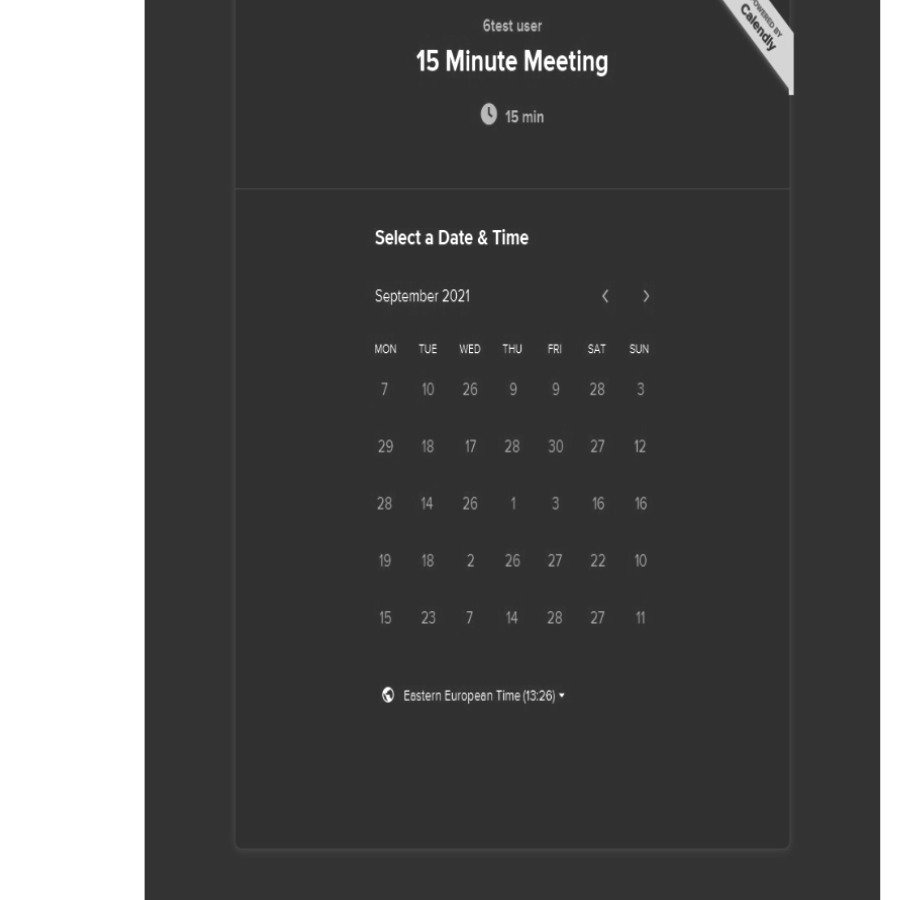 POWERED BY
Calendly
6test user
15 Minute Meeting
15 min
Select a Date & Time
September 2021
MON TUE WED THU FRI SAT SUN
7 10 26 9 9 28 3
29 18 17 28 30 27 12
28 14 26 1 3 16 16
19 18 2 26 27 22 10
15 23 7 14 28 27 11
Eastern European Time (13:26)